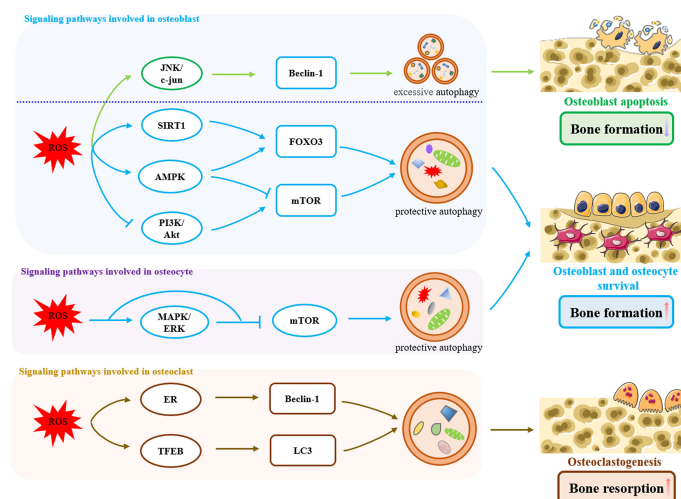 Signaling pathways involved in osteoblast
JNK/
c-jun
Beclin-1
excessive autophagy
Osteoblast apoptosis
Bone formation
ROS
SIRT1
FOXO3
AMPK
mTOR
PI3K/
Akt
protective autophagy
Osteoblast and osteocyte
survival
Bone formation
Signaling pathways involved in osteocyte
ROS
MAPK/
ERK
mTOR
protective autophagy
Signaling pathways involved in osteoclast
ROS
ER
Beclin-1
TFEB
LC3
Osteoclastogenesis
Bone resorption